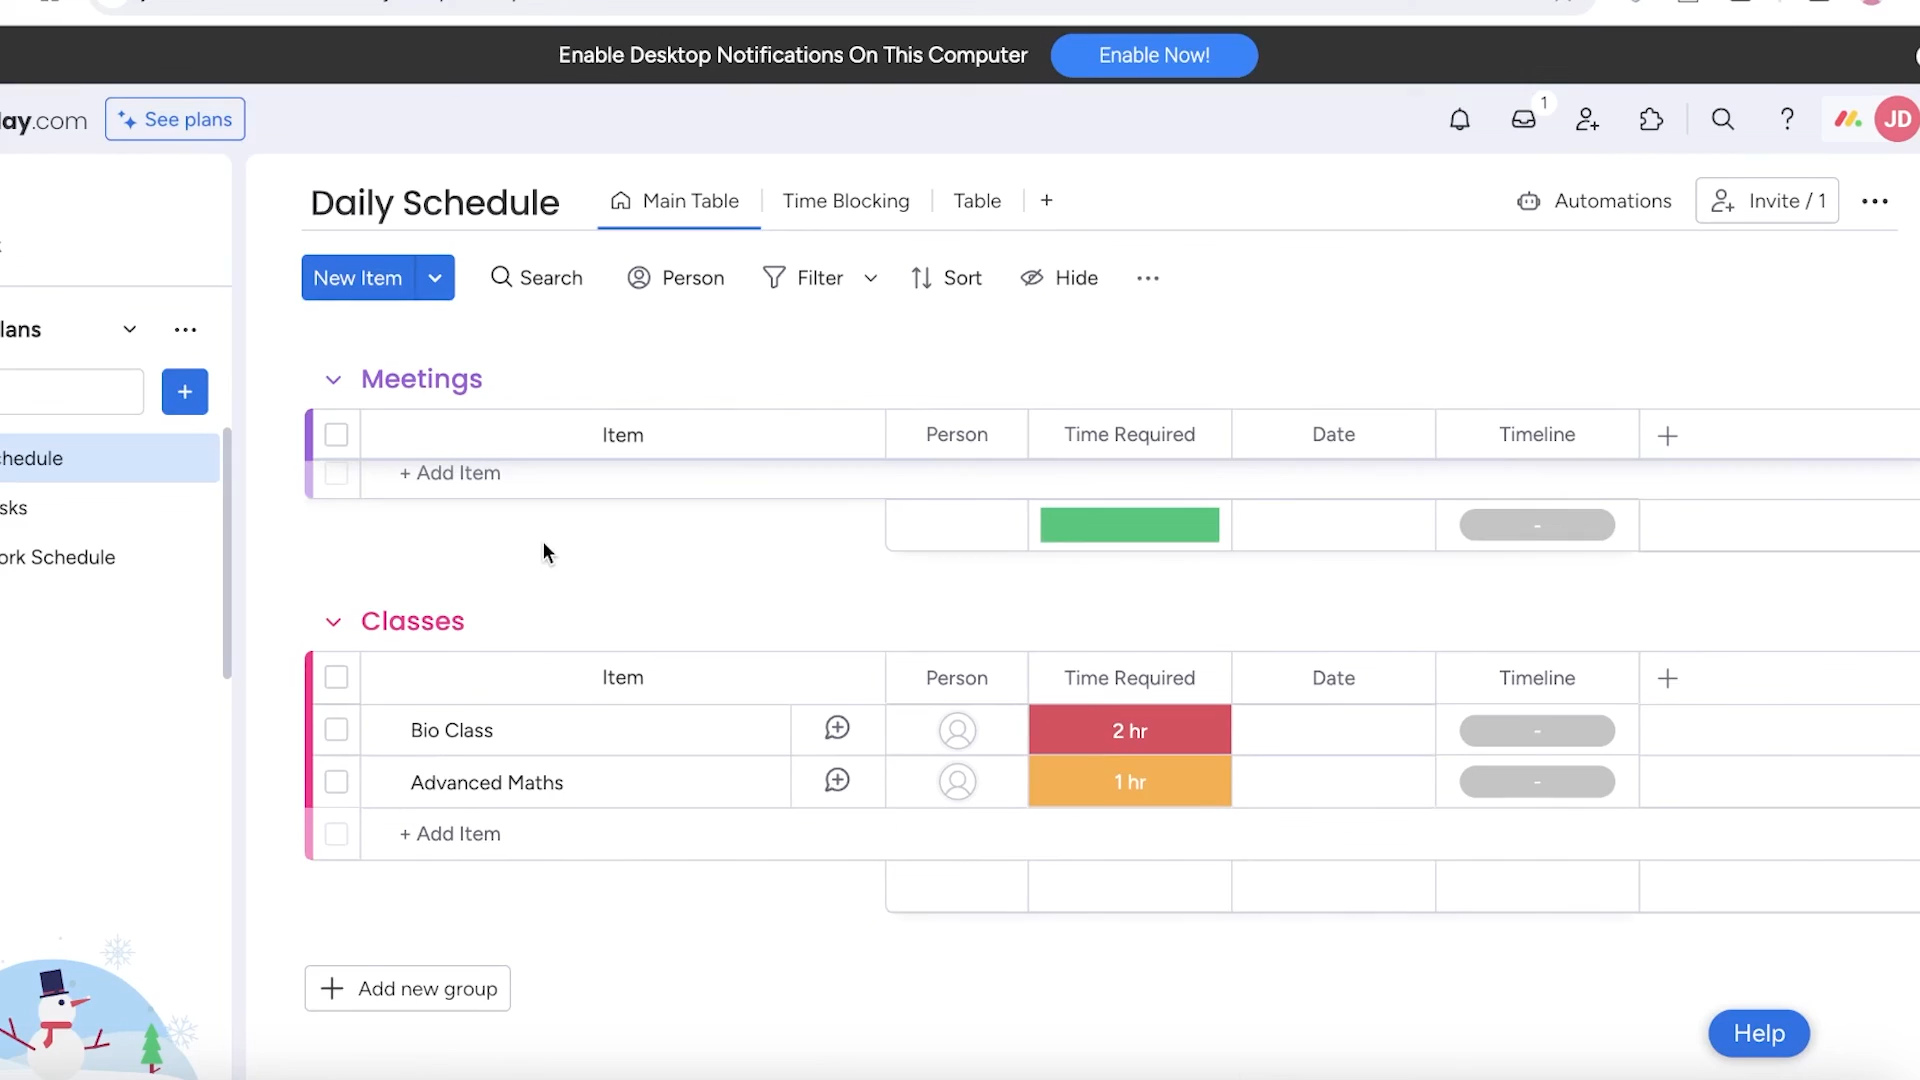 Enable Desktop Notifications On This Computer Enable Now!
lay.com See plans 1 JD
Daily Schedule Main Table Time Blocking Table + Automations Invite / 1
New Item Search Person Filter Sort Hide
lans
+
Meetings
Item Person Time Required Date Timeline +
+ Add Item
-
chedule
sks
ork Schedule
Classes
Item Person Time Required Date Timeline +
Bio Class 2 hr -
Advanced Maths 1 hr -
+ Add Item
+ Add new group
Help